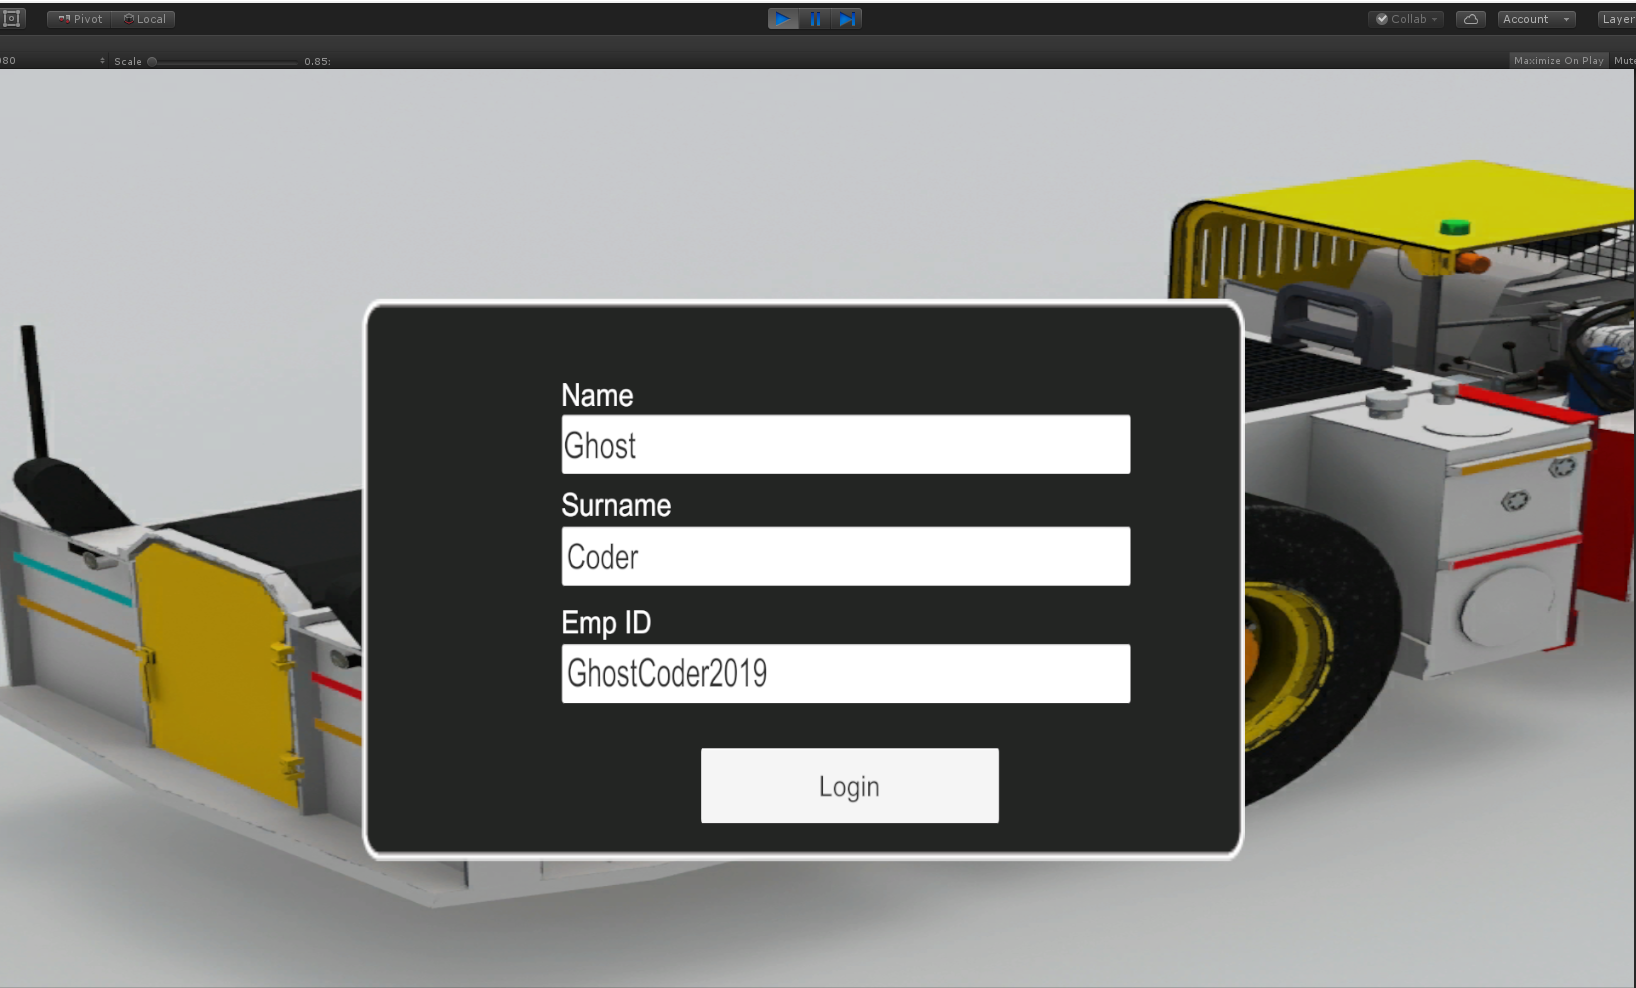 Pivot Local Collab Account Layer
Scale 0.85: Maximize On Play Mute
Name
Ghost
Surname
Coder
Emp ID
GhostCoder2019
Login